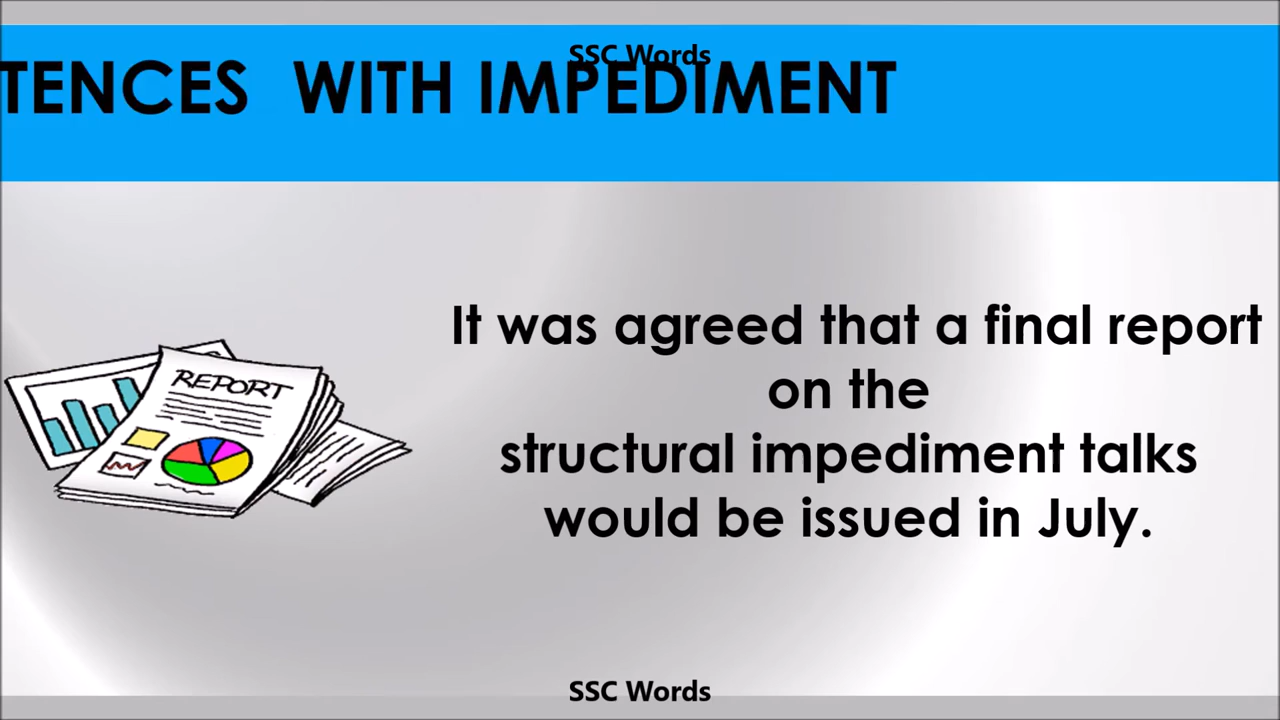 SSC Words
TENCES WITH IMPEDIMENT
REPORT
It was agreed that a final report
on the
structural impediment talks
would be issued in July.
SSC Words